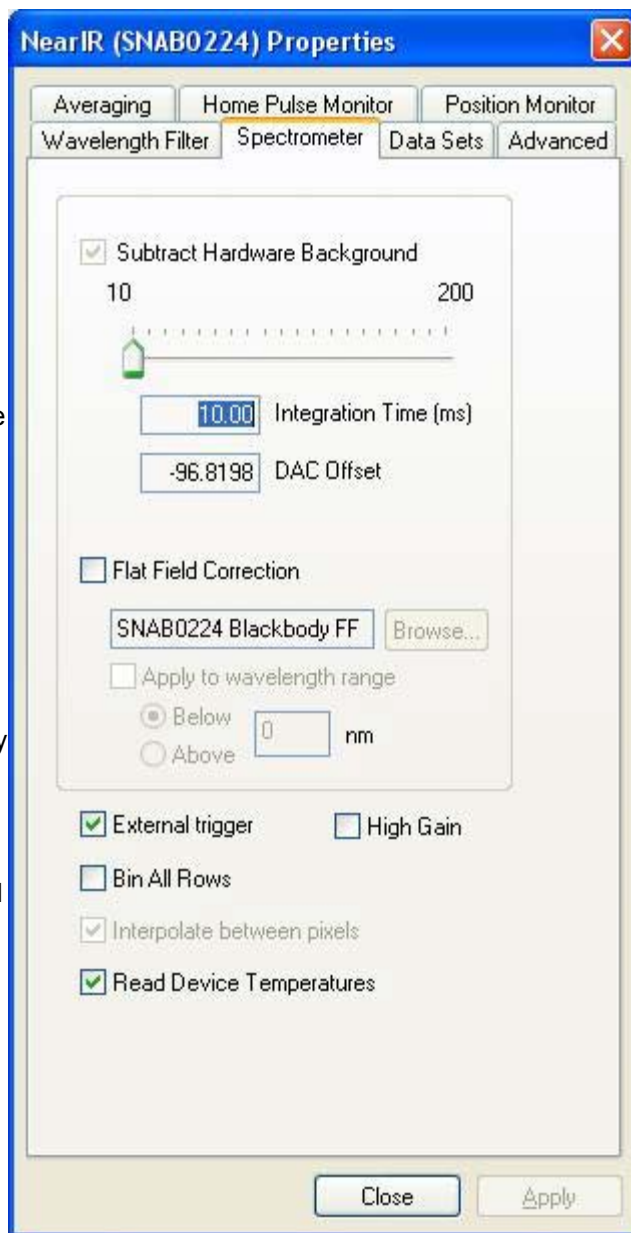 NearIR (SNAB0224) Properties
Averaging Home Pulse Monitor Position Monitor
Wavelength Filter Spectrometer Data Sets Advanced
Subtract Hardware Background
10 200
10.00 Integration Time (ms)
-96.8198 DAC Offset
Flat Field Correction
SNAB0224 Blackbody FF Browse...
Apply to wavelength range
Below
0 nm
Above
External trigger High Gain
Bin All Rows
Interpolate between pixels
Read Device Temperatures
Close Apply